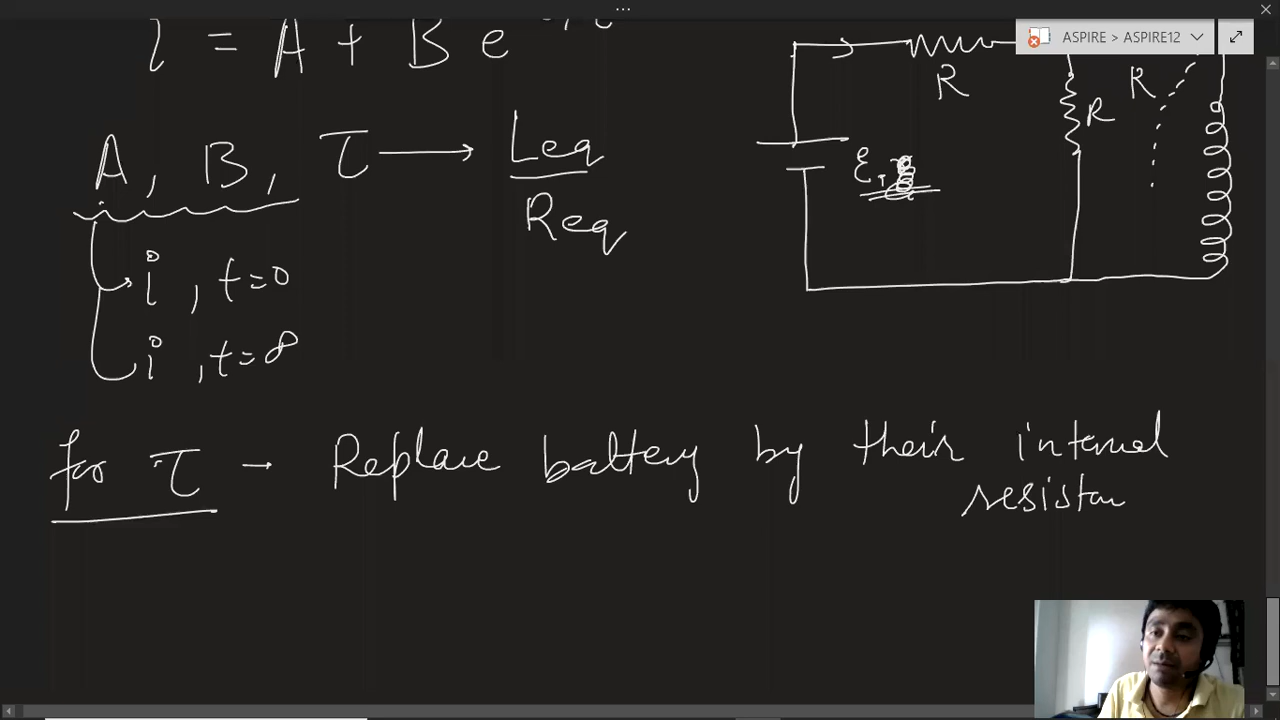 i = A + B e
ASPIRE > ASPIRE12
R
R
R
A, B, τ → Leq
Req
ε,
i , t=0
i , t=∞
for τ → Replace battery by their internal
resistan